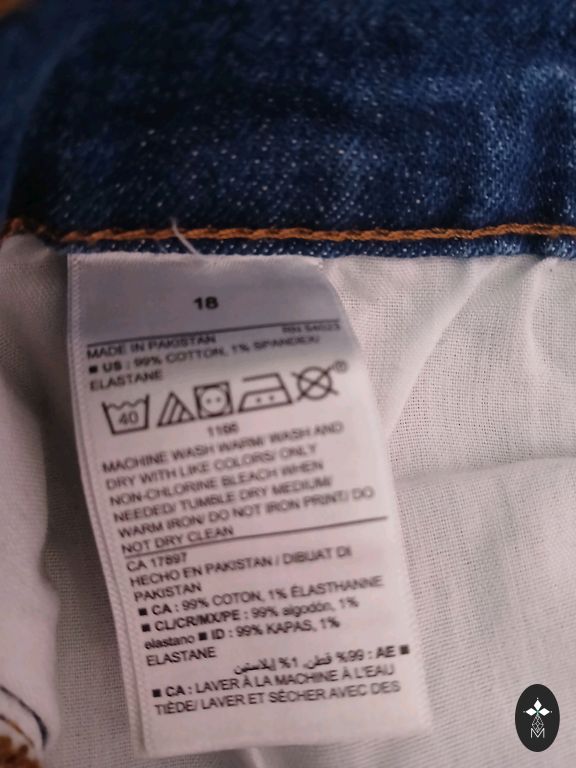 18
MADE IN PAKISTAN RN 54023
■ US : 99% COTTON, 1% SPANDEX/
ELASTANE
40
1166
MACHINE WASH WARM/ WASH AND
DRY WITH LIKE COLORS/ ONLY
NON-CHLORINE BLEACH WHEN
NEEDED/ TUMBLE DRY MEDIUM/
WARM IRON/ DO NOT IRON PRINT/ DO
NOT DRY CLEAN
CA 17897
HECHO EN PAKISTAN / DIBUAT DI
PAKISTAN
■ CA : 99% COTON, 1% ÉLASTHANNE
■ CL/CR/MX/PE : 99% algodón, 1%
elastano ■ ID : 99% KAPAS, 1%
ELASTANE
■ AE : 99% قطن, 1% إيلاستين
■ CA : LAVER À LA MACHINE À L'EAU
TIÈDE/ LAVER ET SÉCHER AVEC DES
M